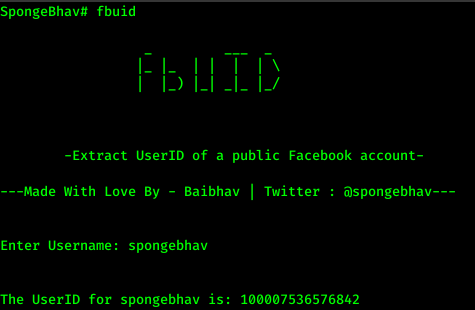 SpongeBhav# fbuid
FbUID
-Extract UserID of a public Facebook account-
---Made With Love By - Baibhav | Twitter : @spongebhav---
Enter Username: spongebhav
The UserID for spongebhav is: 100007536576842